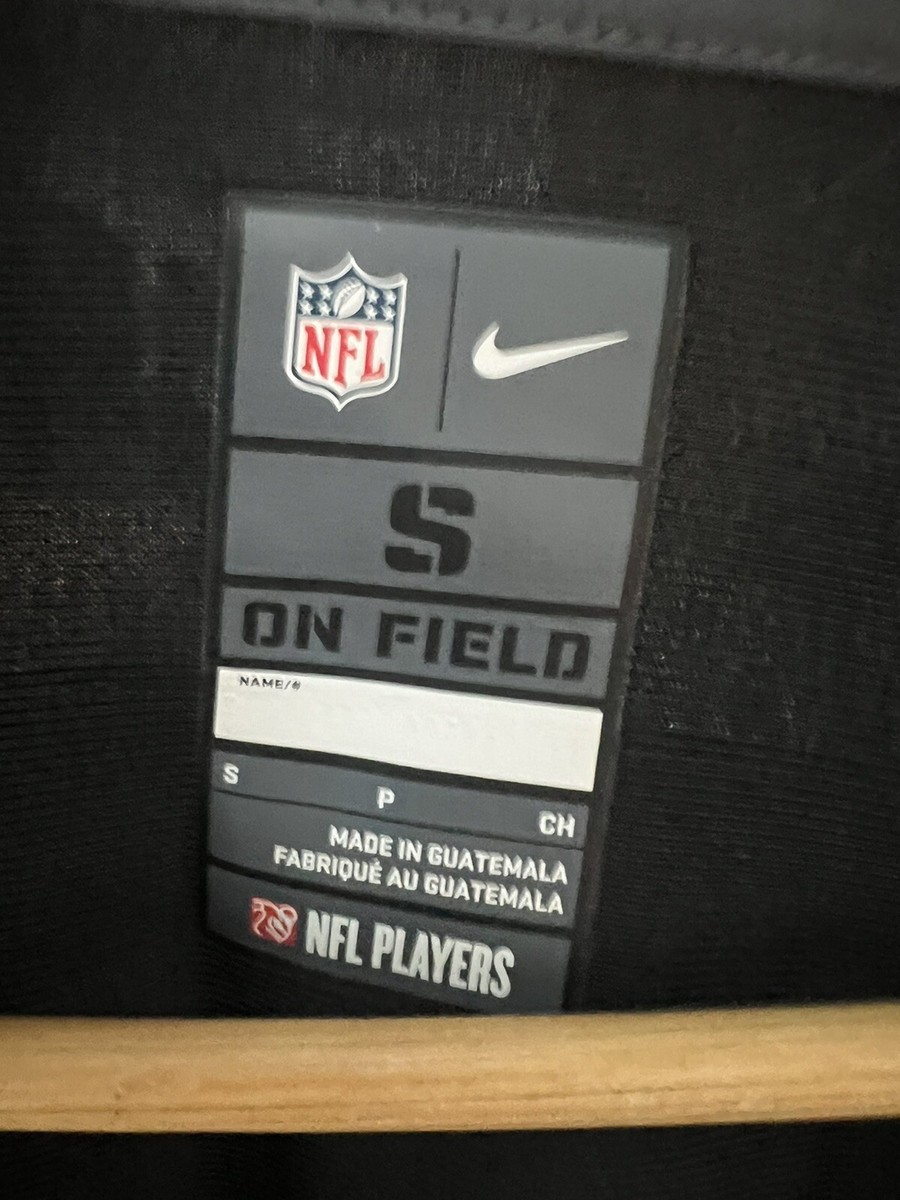 NFL
S
ON FIELD
NAME/#
S P CH
MADE IN GUATEMALA
FABRIQUÉ AU GUATEMALA
NFL PLAYERS